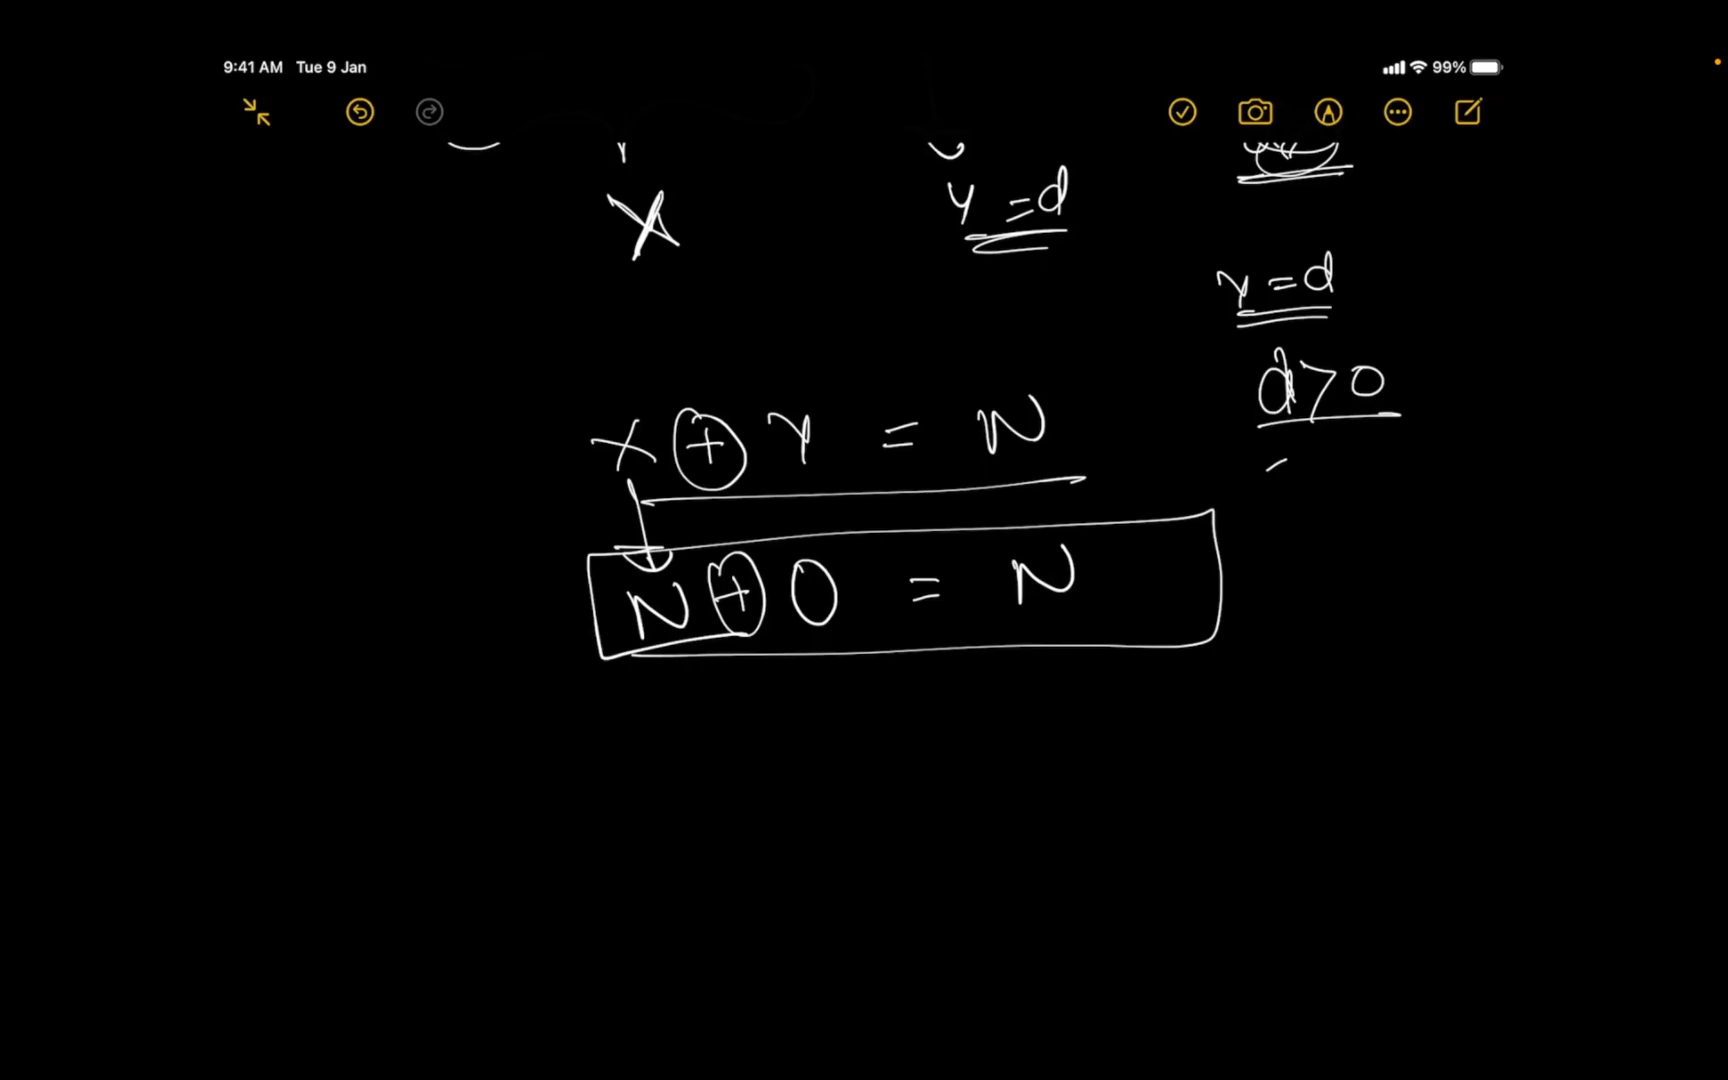 9:41 AM Tue 9 Jan 99%
X
y = d
Y = d
d > 0
X ⊕ Y = N
N ⊕ 0 = N